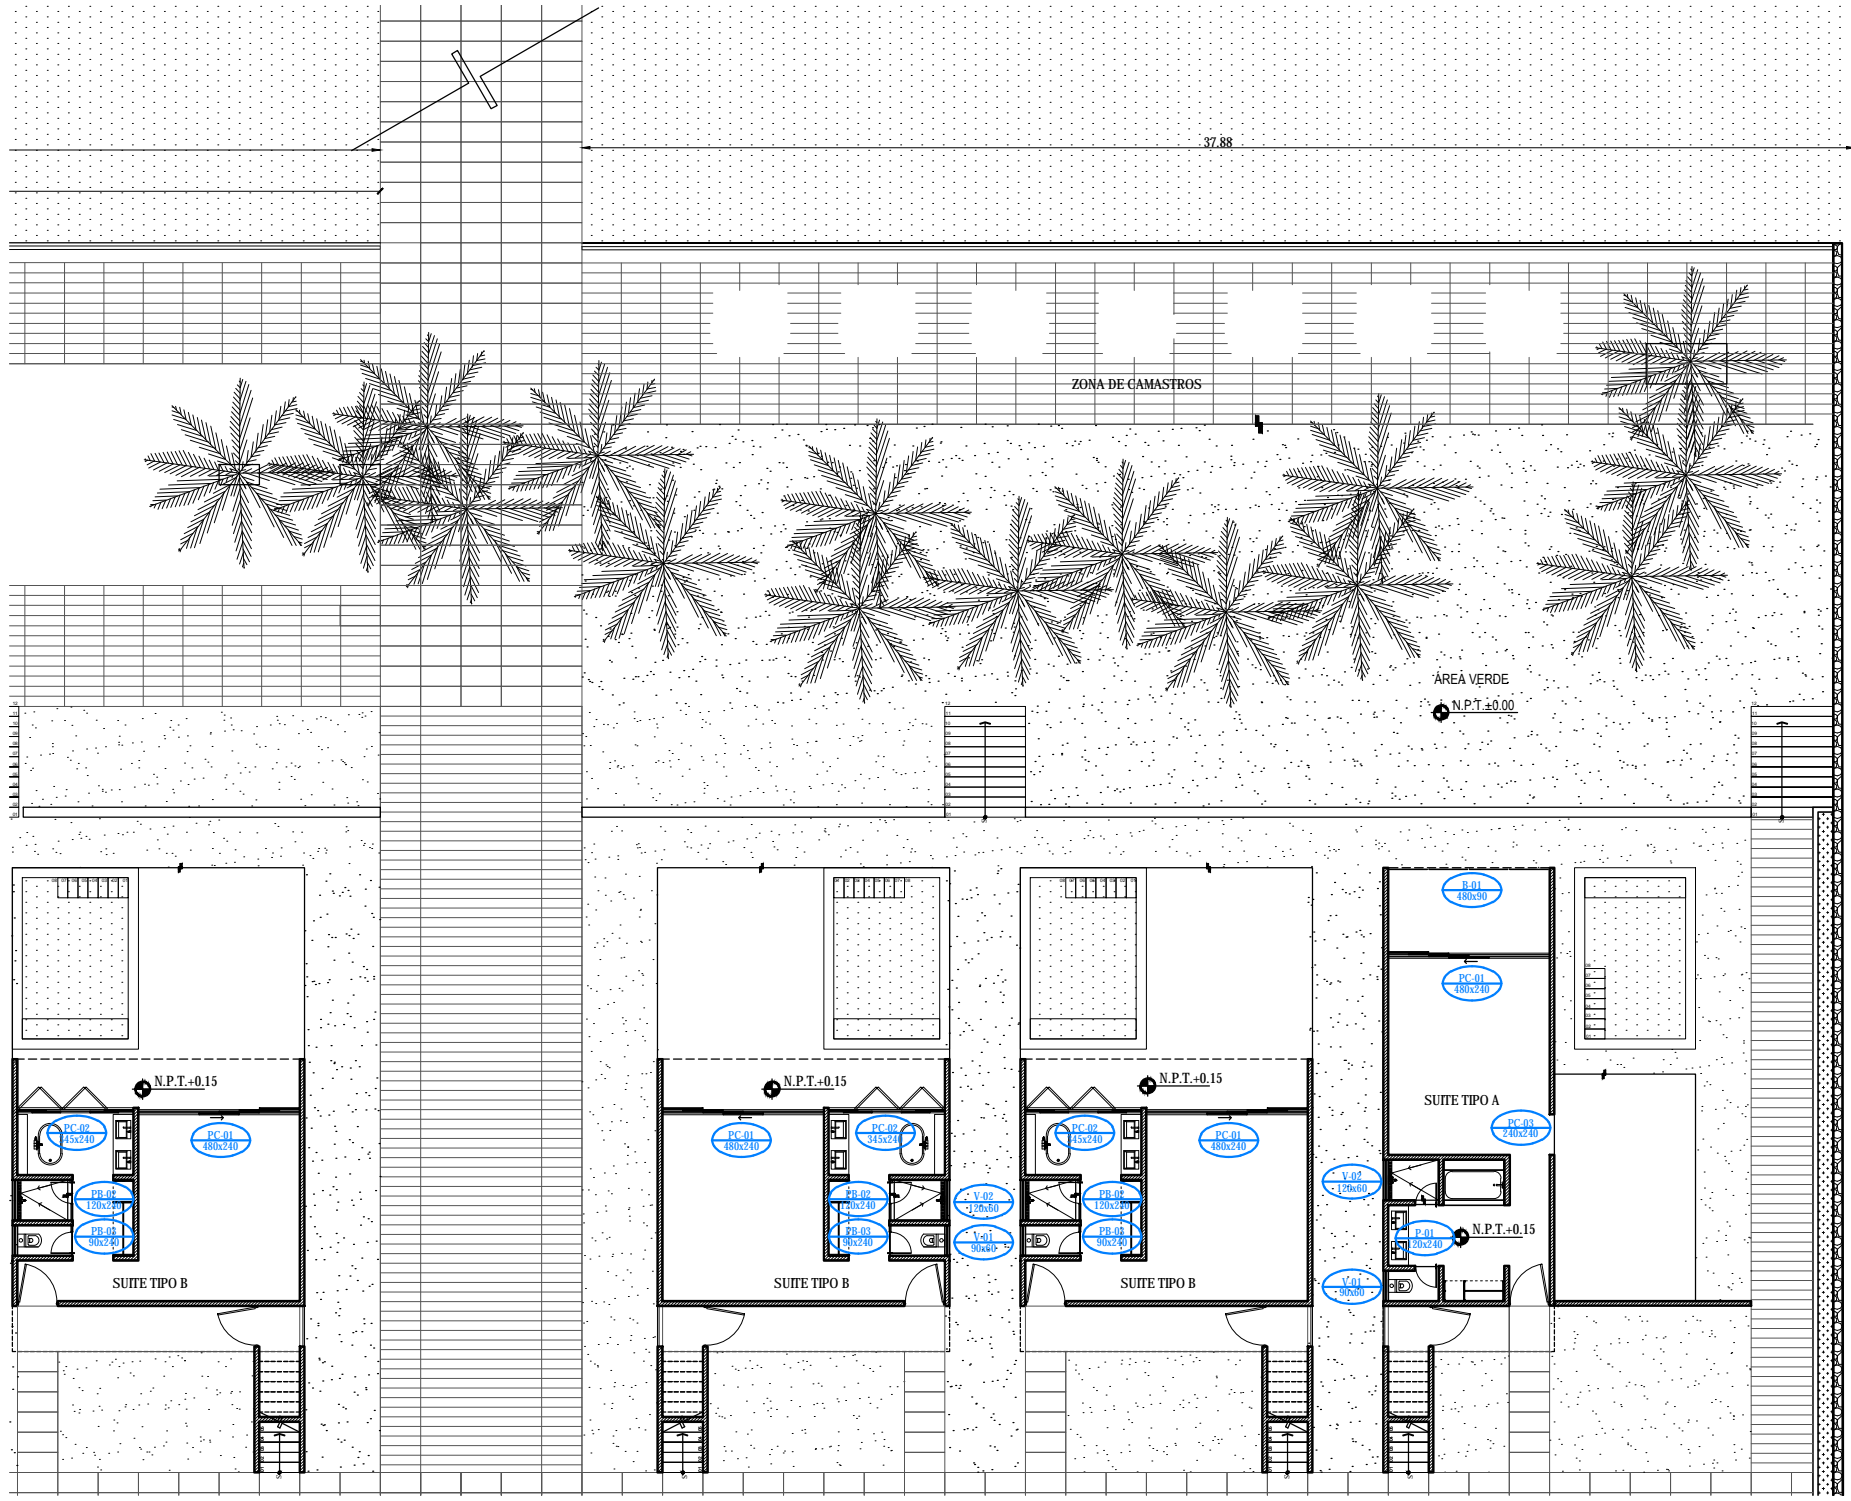 37.88
ZONA DE CAMASTROS
ÁREA VERDE
N.P.T.±0.00
B-01
480x90
PC-01
480x240
N.P.T.+0.15
N.P.T.+0.15
N.P.T.+0.15
SUITE TIPO A
PC-03
240x240
PC-02
345x240
PC-01
480x240
PC-01
480x240
PC-02
345x240
PC-02
345x240
PC-01
480x240
V-02
120x60
PB-02
120x240
PB-02
120x240
V-02
120x60
PB-02
120x240
PB-03
90x240
PB-03
90x240
V-01
90x60
PB-03
90x240
P-01
120x240
N.P.T.+0.15
V-01
90x60
SUITE TIPO B
SUITE TIPO B
SUITE TIPO B